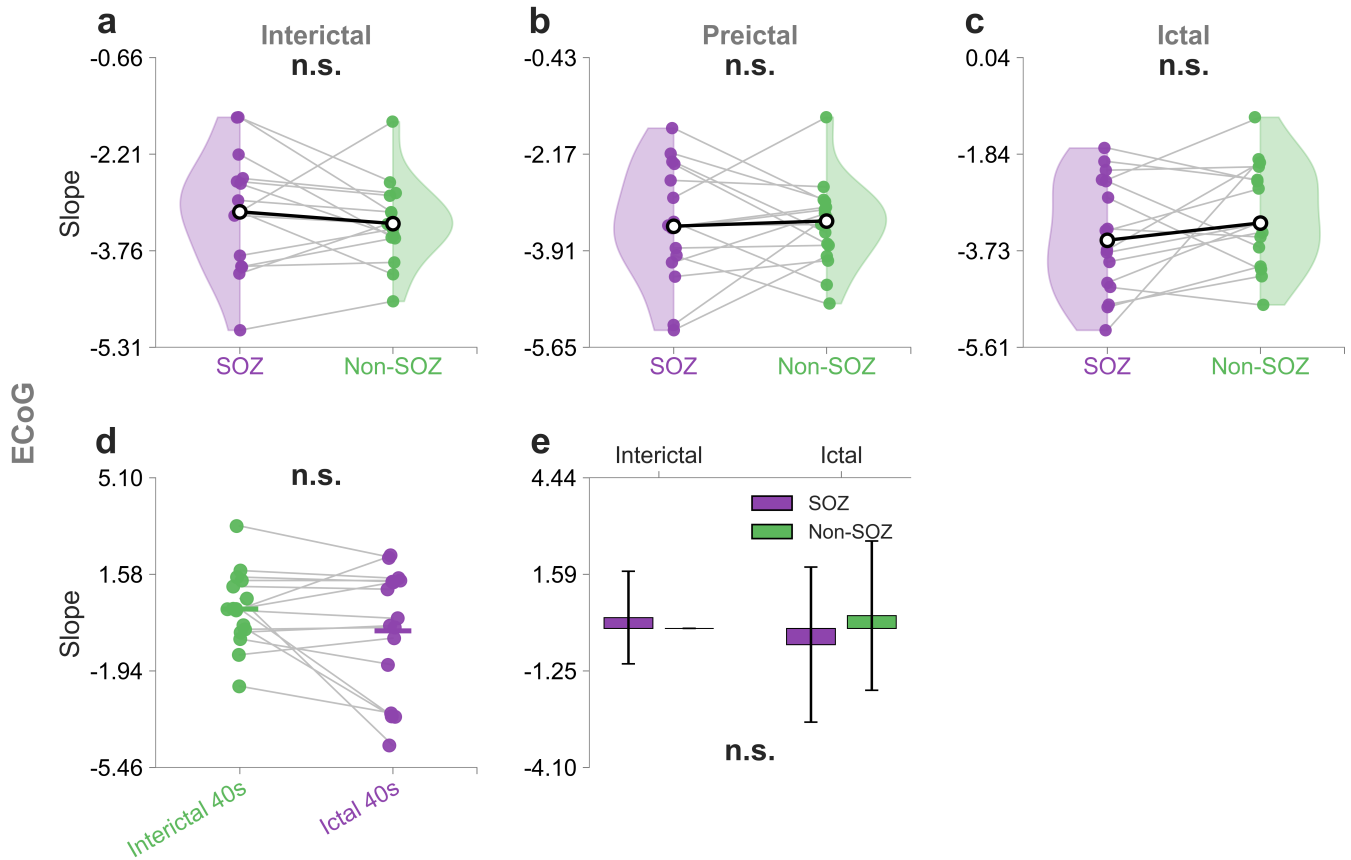 a
Interictal
n.s.
-0.66
-2.21
-3.76
-5.31
Slope
SOZ
Non-SOZ
b
Preictal
n.s.
-0.43
-2.17
-3.91
-5.65
SOZ
Non-SOZ
c
Ictal
n.s.
0.04
-1.84
-3.73
-5.61
SOZ
Non-SOZ
ECoG
d
n.s.
5.10
1.58
-1.94
-5.46
Slope
Interictal 40s
Ictal 40s
e
Interictal
Ictal
4.44
1.59
-1.25
-4.10
SOZ
Non-SOZ
n.s.